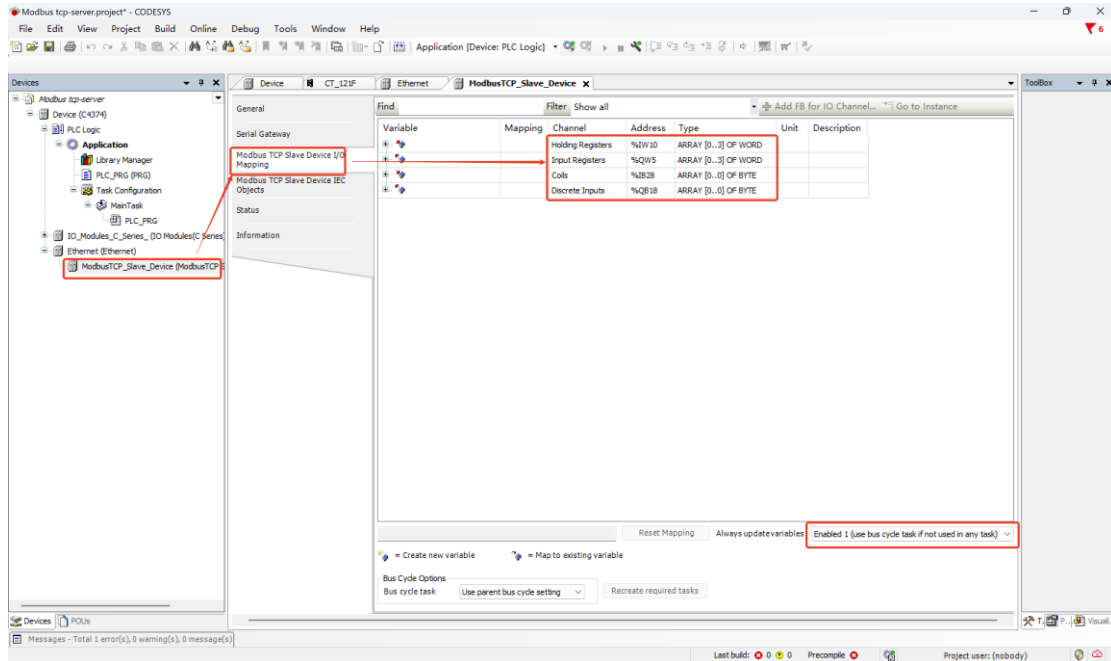 Modbus tcp-server.project* - CODESYS
File Edit View Project Build Online Debug Tools Window Help
6
Application [Device: PLC Logic]
Devices
Modbus tcp-server
Device (C4374)
PLC Logic
Application
Library Manager
PLC_PRG (PRG)
Task Configuration
MainTask
PLC_PRG
IO_Modules_C_Series_ (IO Modules(C Series)
Ethernet (Ethernet)
ModbusTCP_Slave_Device (ModbusTCP S
Device CT_121F Ethernet ModbusTCP_Slave_Device
General
Serial Gateway
Modbus TCP Slave Device I/O
Mapping
Modbus TCP Slave Device IEC
Objects
Status
Information
Find Filter Show all Add FB for IO Channel... Go to Instance
Variable Mapping Channel Address Type Unit Description
Holding Registers %IW10 ARRAY [0..3] OF WORD
Input Registers %QW5 ARRAY [0..3] OF WORD
Coils %IB28 ARRAY [0..0] OF BYTE
Discrete Inputs %QB18 ARRAY [0..0] OF BYTE
Reset Mapping Always update variables Enabled 1 (use bus cycle task if not used in any task)
= Create new variable = Map to existing variable
Bus Cycle Options
Bus cycle task Use parent bus cycle setting Recreate required tasks
ToolBox
Devices POUs
T. P.. Visuali.
Messages - Total 1 error(s), 0 warning(s), 0 message(s)
Last build: 0 0 Precompile Project user: (nobody)